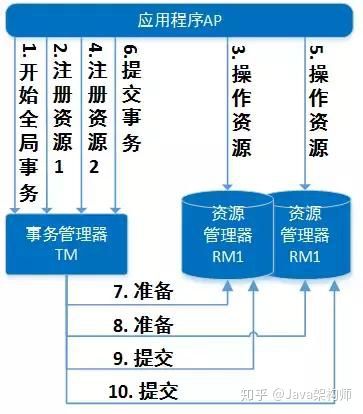 应用程序AP
1.开始全局事务
2.注册资源1
4.注册资源2
6.提交事务
3.操作资源
5.操作资源
事务管理器
TM
资源
管理器
RM1
资源
管理器
RM1
7. 准备
8. 准备
9. 提交
10. 提交
知乎 @Java架构师